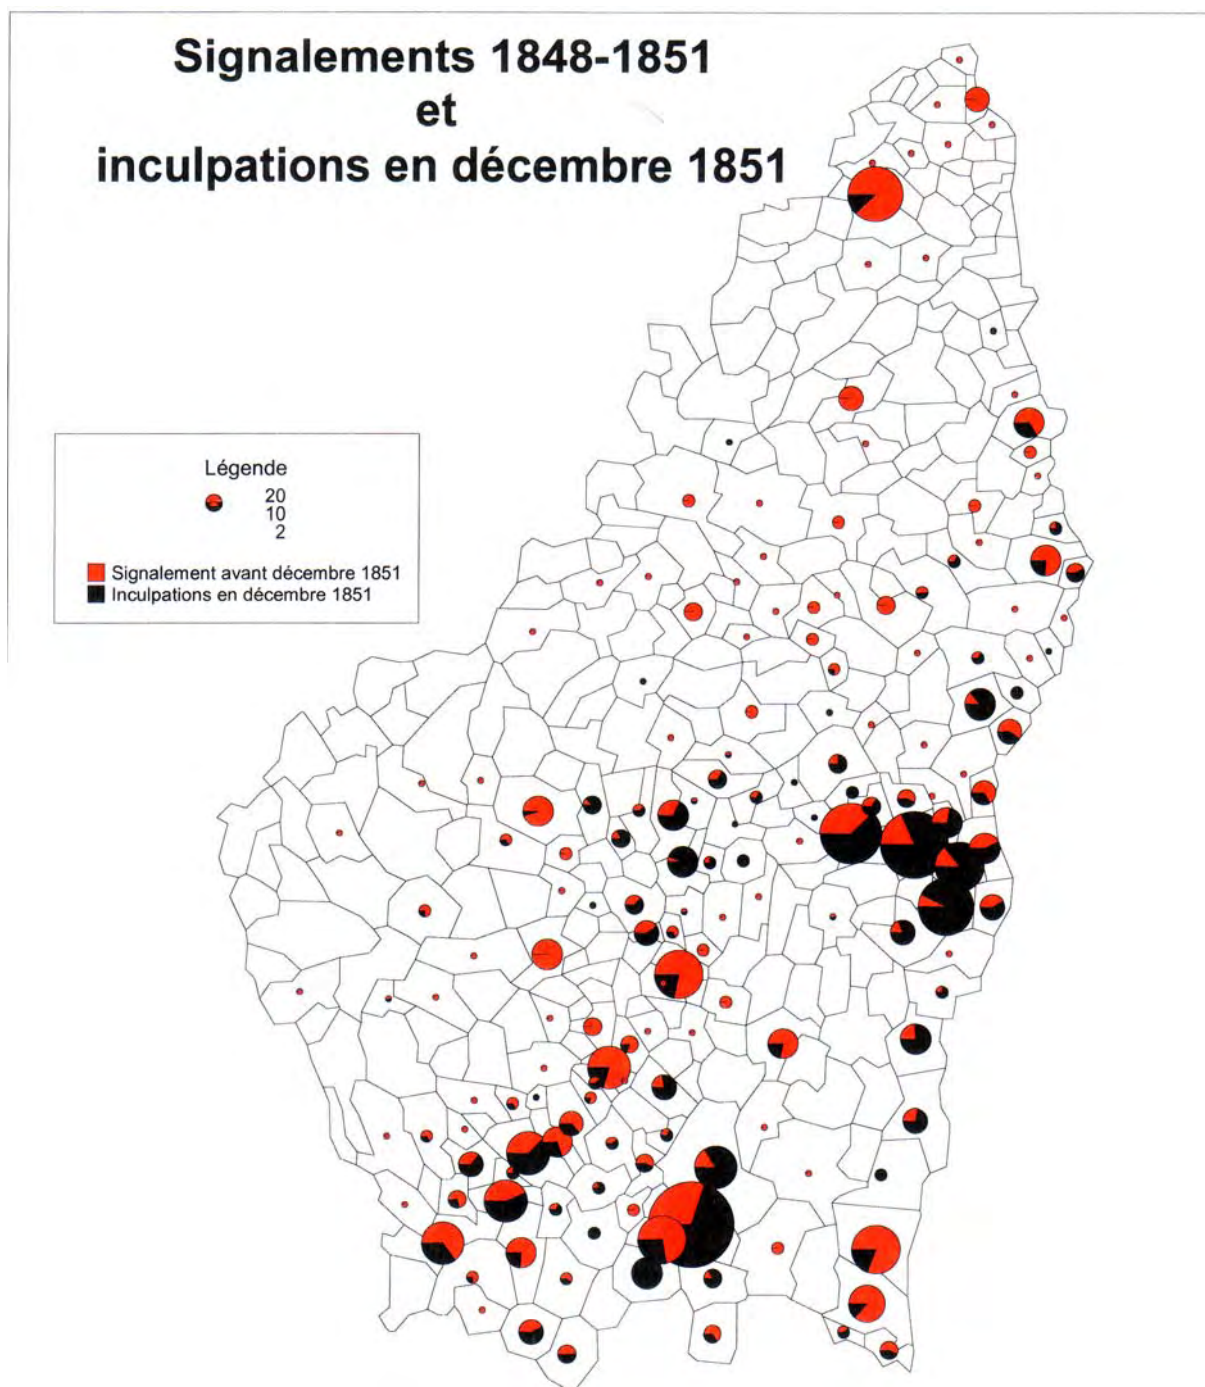 Signalements 1848-1851
et
inculpations en décembre 1851
Légende
20
10
2
Signalement avant décembre 1851
Inculpations en décembre 1851